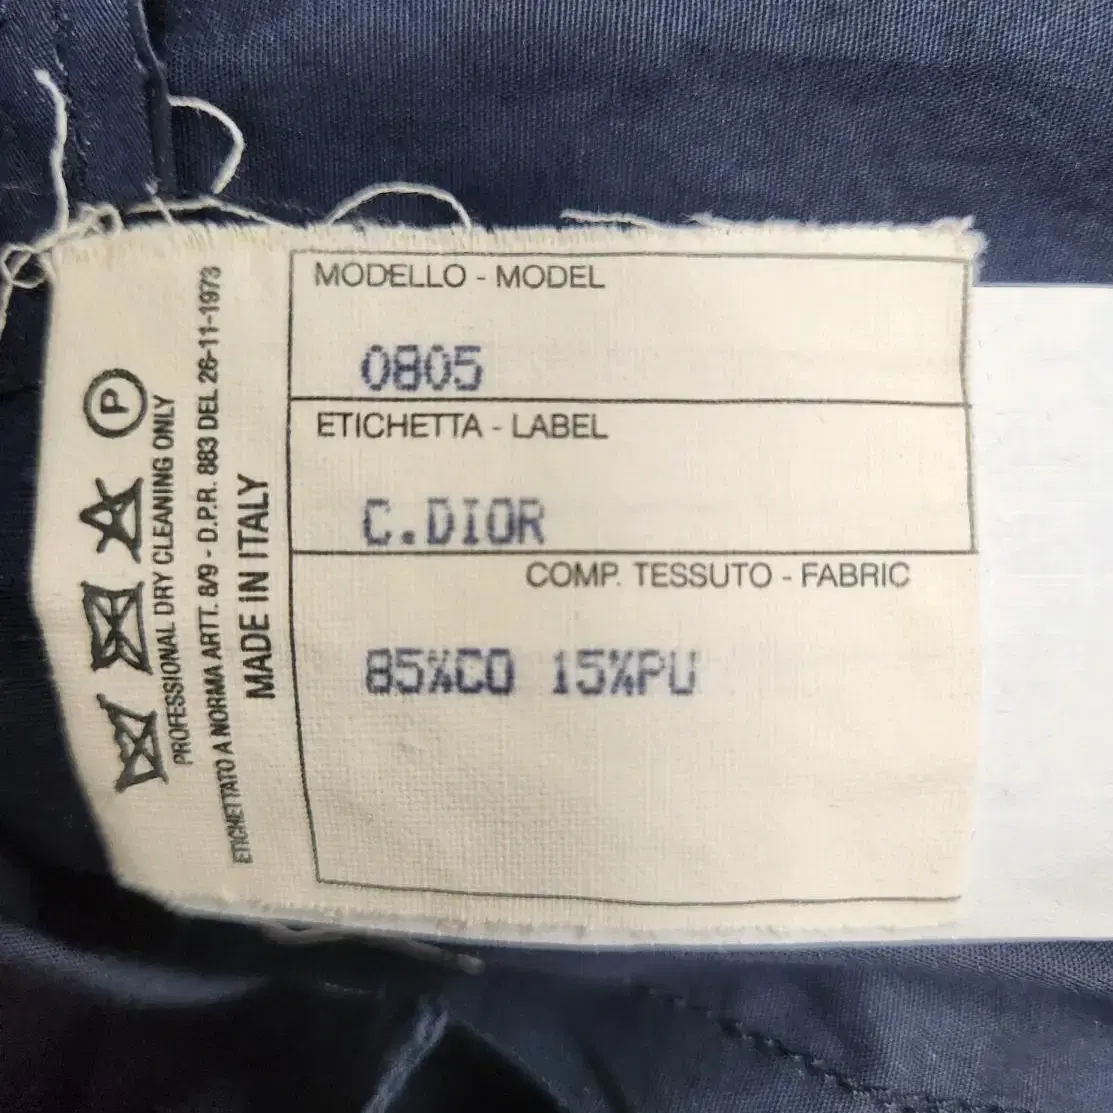 MODELLO - MODEL
0805
ETICHETTA - LABEL
C.DIOR
COMP. TESSUTO - FABRIC
85%CO 15%PU
P
A
PROFESSIONAL DRY CLEANING ONLY
ETICHETTATO A NORMA ARTT. 8/9 - D.P.R. 883 DEL 26-11-1973
MADE IN ITALY